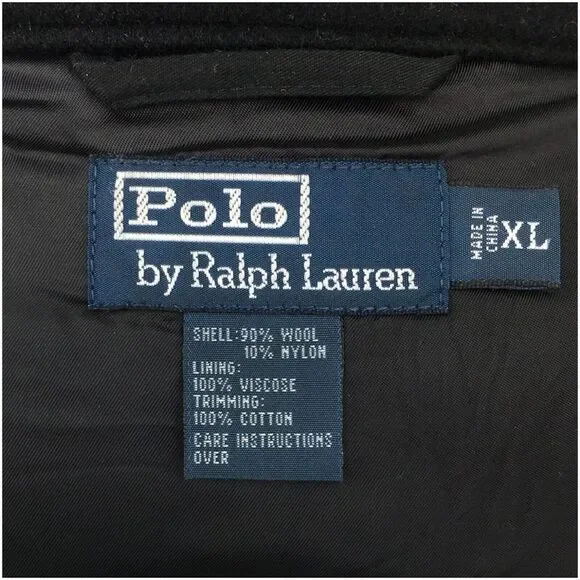 Polo
by Ralph Lauren
MADE IN
CHINA
XL
SHELL:90% WOOL
10% NYLON
LINING:
100% VISCOSE
TRIMMING:
100% COTTON
CARE INSTRUCTIONS
OVER